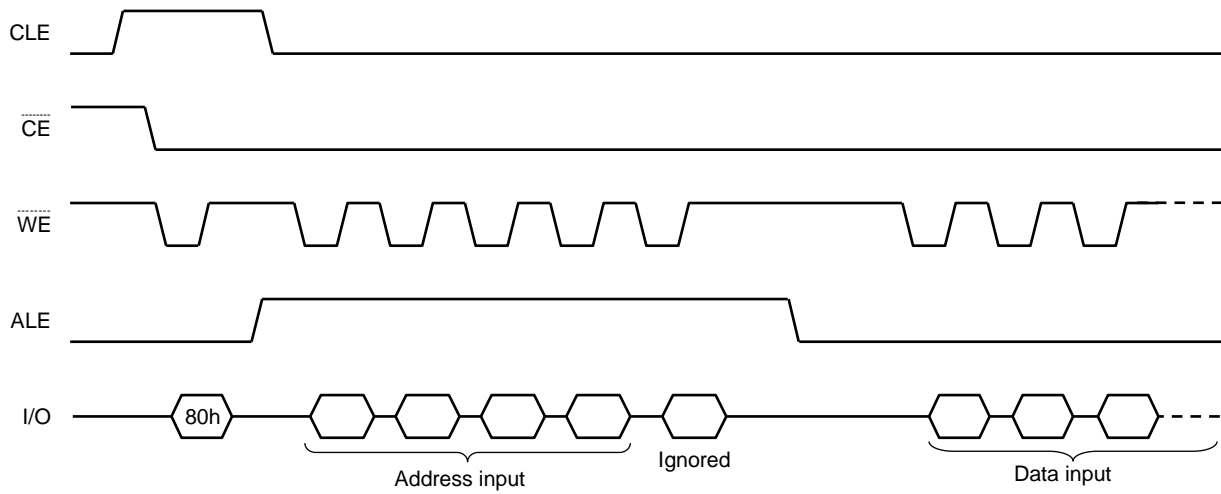 CLE
CE
WE
ALE
I/O
80h
Address input
Ignored
Data input